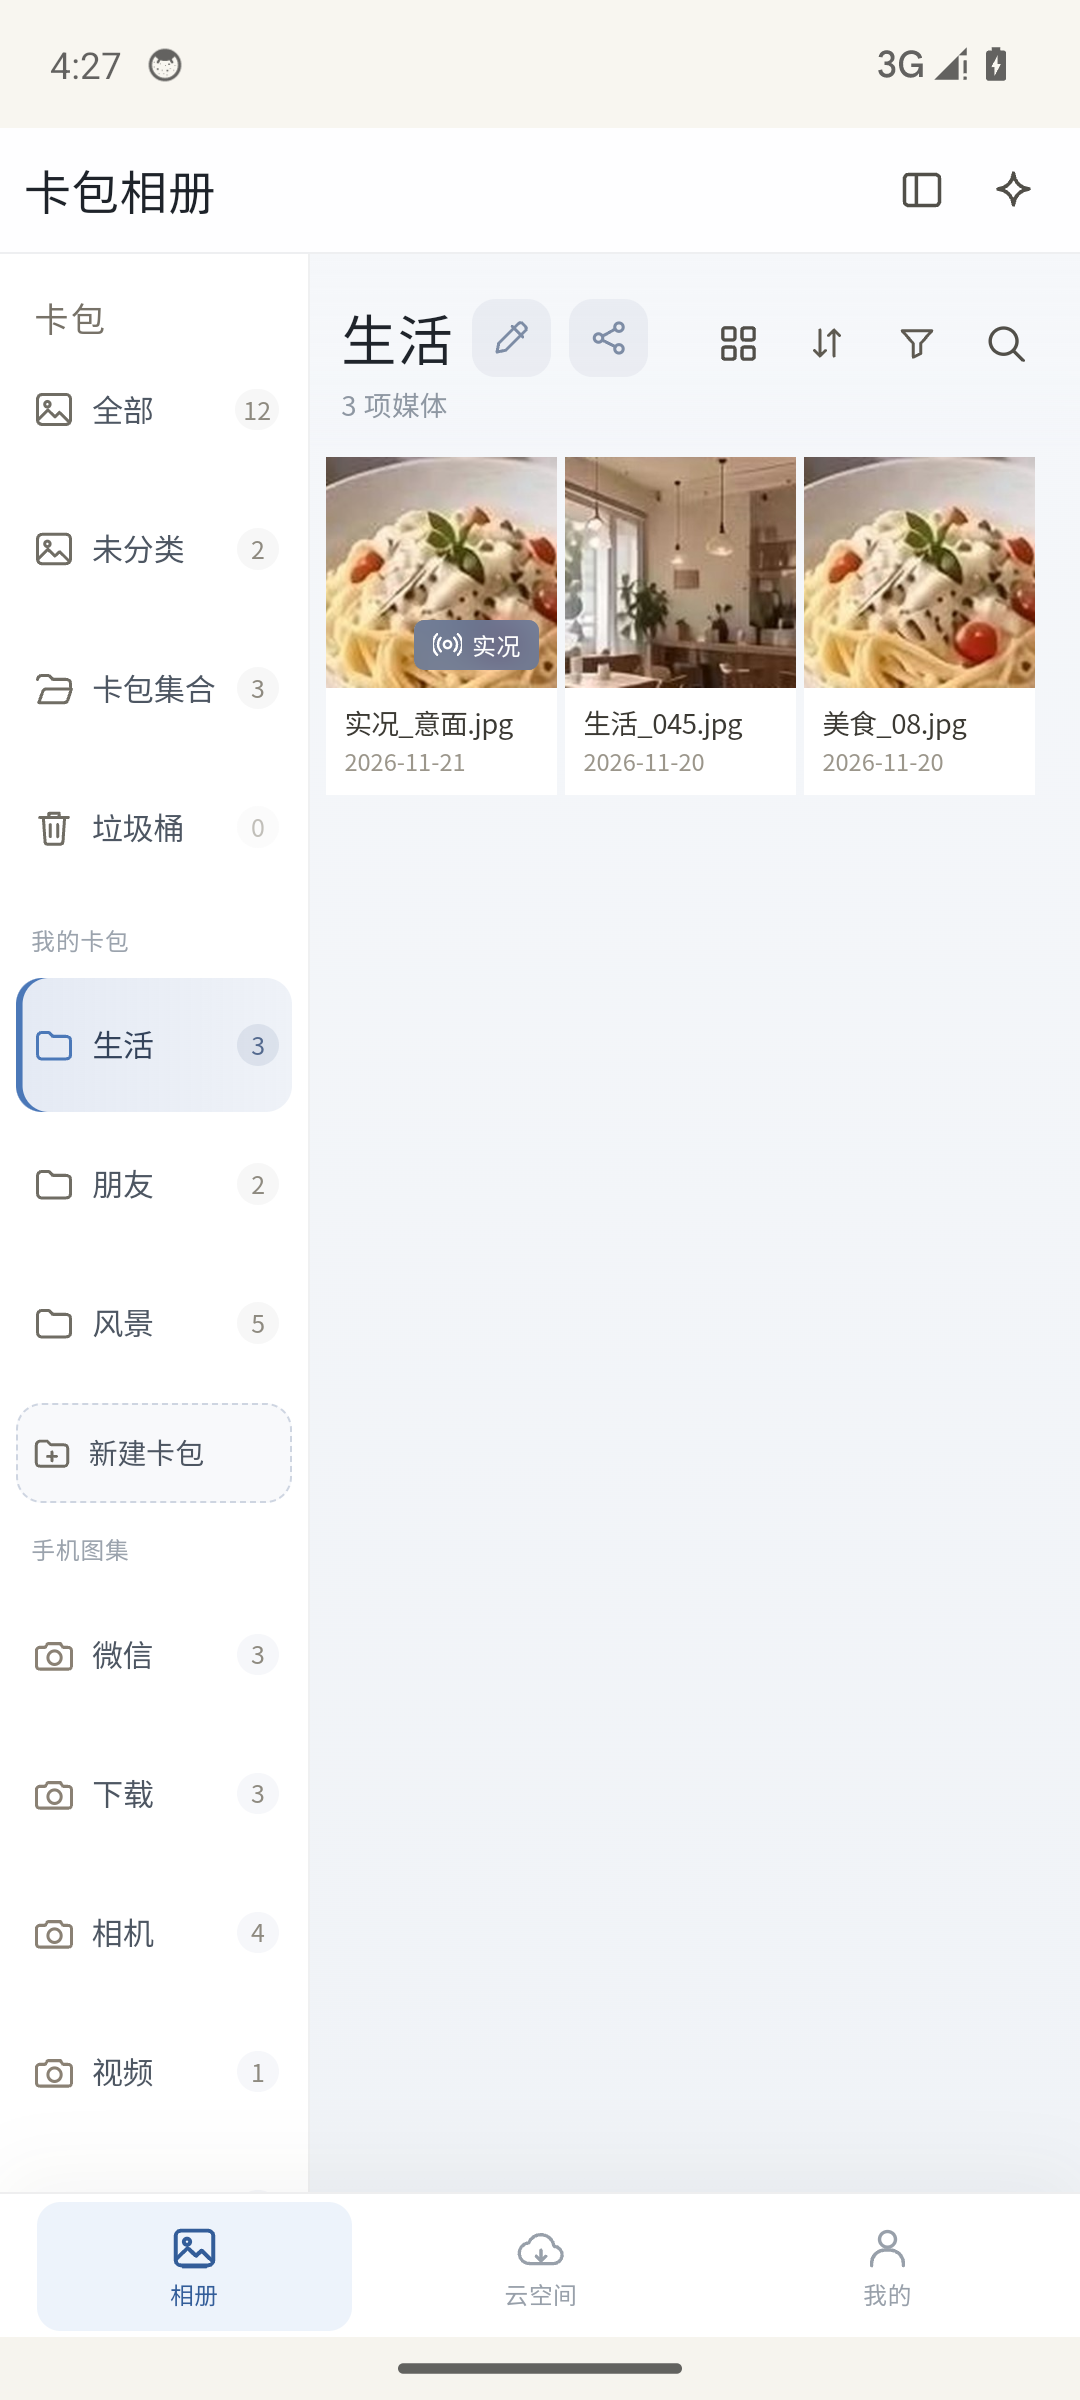 4:27
3G
卡包相册
卡包
全部 12
未分类 2
卡包集合 3
垃圾桶 0
我的卡包
生活 3
朋友 2
风景 5
新建卡包
手机图集
微信 3
下载 3
相机 4
视频 1
生活
3 项媒体
实况
实况_意面.jpg
2026-11-21
生活_045.jpg
2026-11-20
美食_08.jpg
2026-11-20
相册
云空间
我的